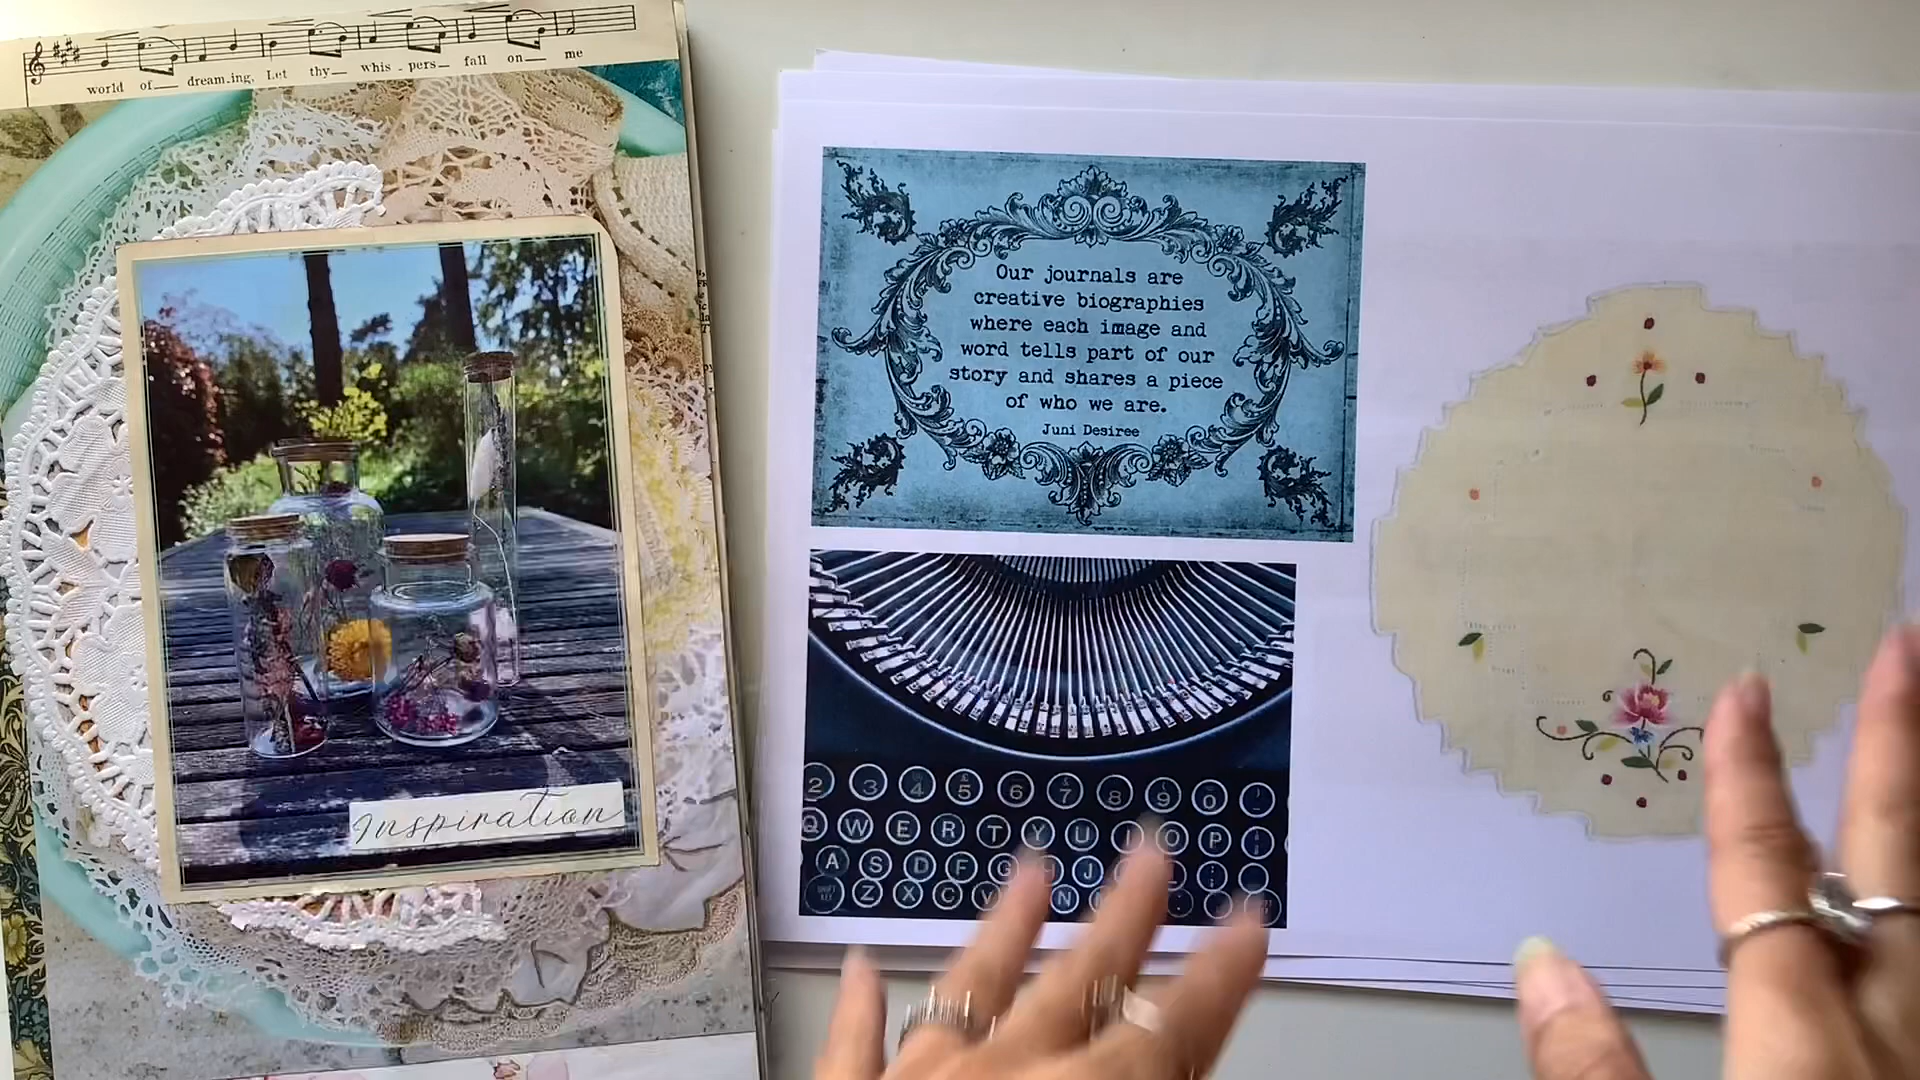 world of dream-ing, Let thy whis-pers fall on me
Inspiration
Our journals are
creative biographies
where each image and
word tells part of our
story and shares a piece
of who we are.
Juni Desiree
2 3 4 5 6 7 8 9 0
Q W E R T Y U I O P
A S D F G H J
Z X C V N